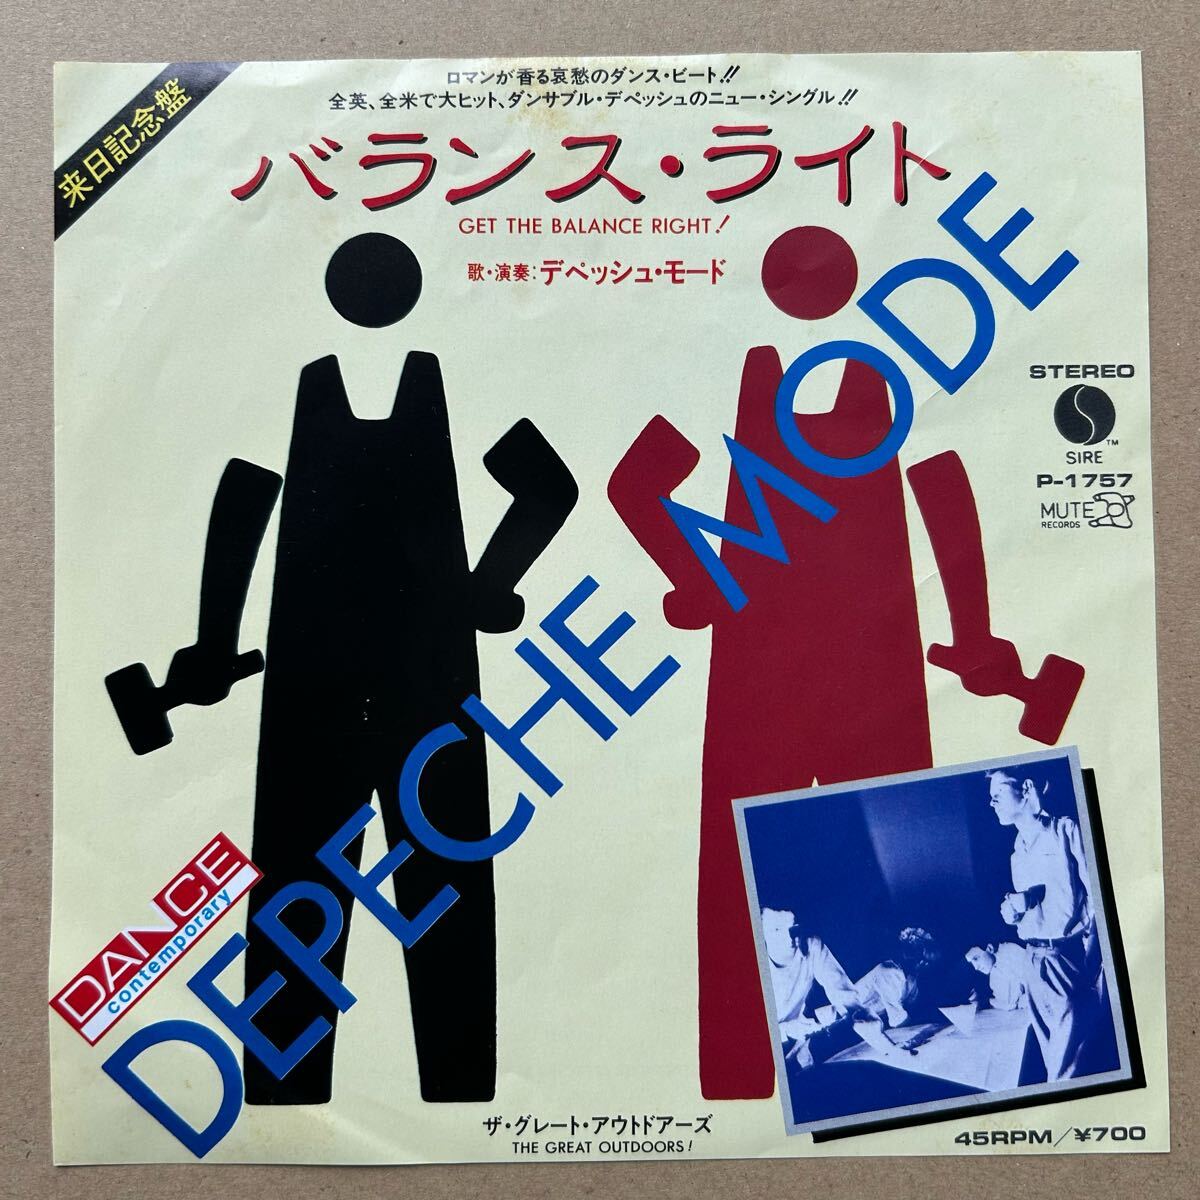 来日記念盤
ロマンが香る哀愁のダンス・ビート!!
全英、全米で大ヒット、ダンサブル・デペッシュのニュー・シングル!!
バランス・ライト
GET THE BALANCE RIGHT!
歌・演奏:デペッシュ・モード
DEPECHE MODE
STEREO
TM
SIRE
P-1757
MUTE
RECORDS
DANCE
contemporary
ザ・グレート・アウトドアーズ
THE GREAT OUTDOORS!
45RPM/¥700